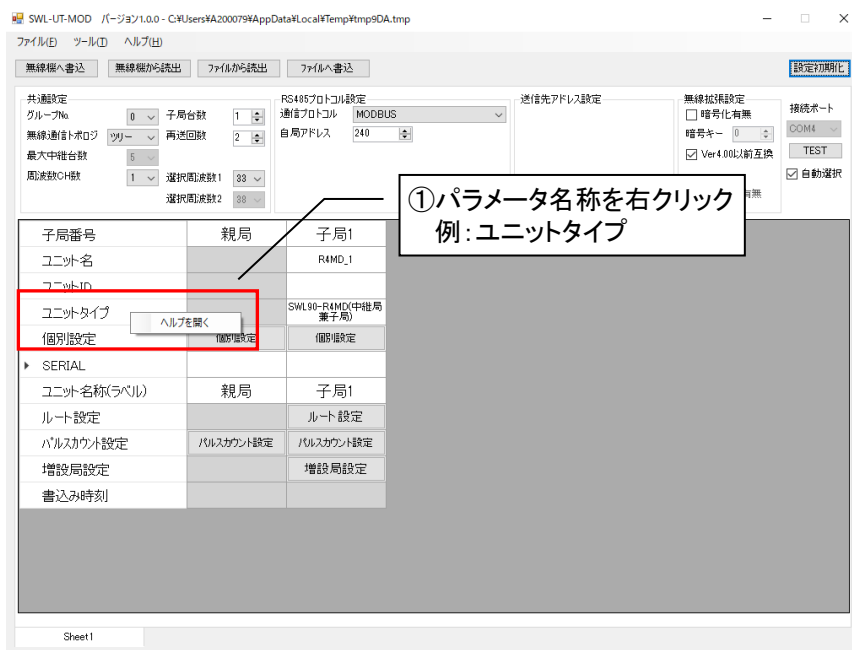 SWL-UT-MOD バージョン1.0.0 - C:¥Users¥A200079¥AppData¥Local¥Temp¥tmp9DA.tmp
ファイル(F) ツール(T) ヘルプ(H)
無線機へ書込 無線機から読出 ファイルから読出 ファイルへ書込 設定初期化
共通設定
グループNo. 0 子局台数 1
無線通信トポロジ ツリー 再送回数 2
最大中継台数 5
周波数CH数 1 選択周波数1 33
選択周波数2 38
RS485プロトコル設定
通信プロトコル MODBUS
自局アドレス 240
送信先アドレス設定
無線拡張設定
暗号化有無
暗号キー 0
Ver4.00以前互換
有無
接続ポート
COM4
TEST
自動選択
①パラメータ名称を右クリック
例：ユニットタイプ
子局番号 親局 子局1
ユニット名 R4MD_1
ユニットID
ユニットタイプ SWL90-R4MD(中継局兼子局)
ヘルプを開く
個別設定 個別設定 個別設定
SERIAL
ユニット名称(ラベル) 親局 子局1
ルート設定 ルート設定
パルスカウント設定 パルスカウント設定 パルスカウント設定
増設局設定 増設局設定
書込み時刻
Sheet1